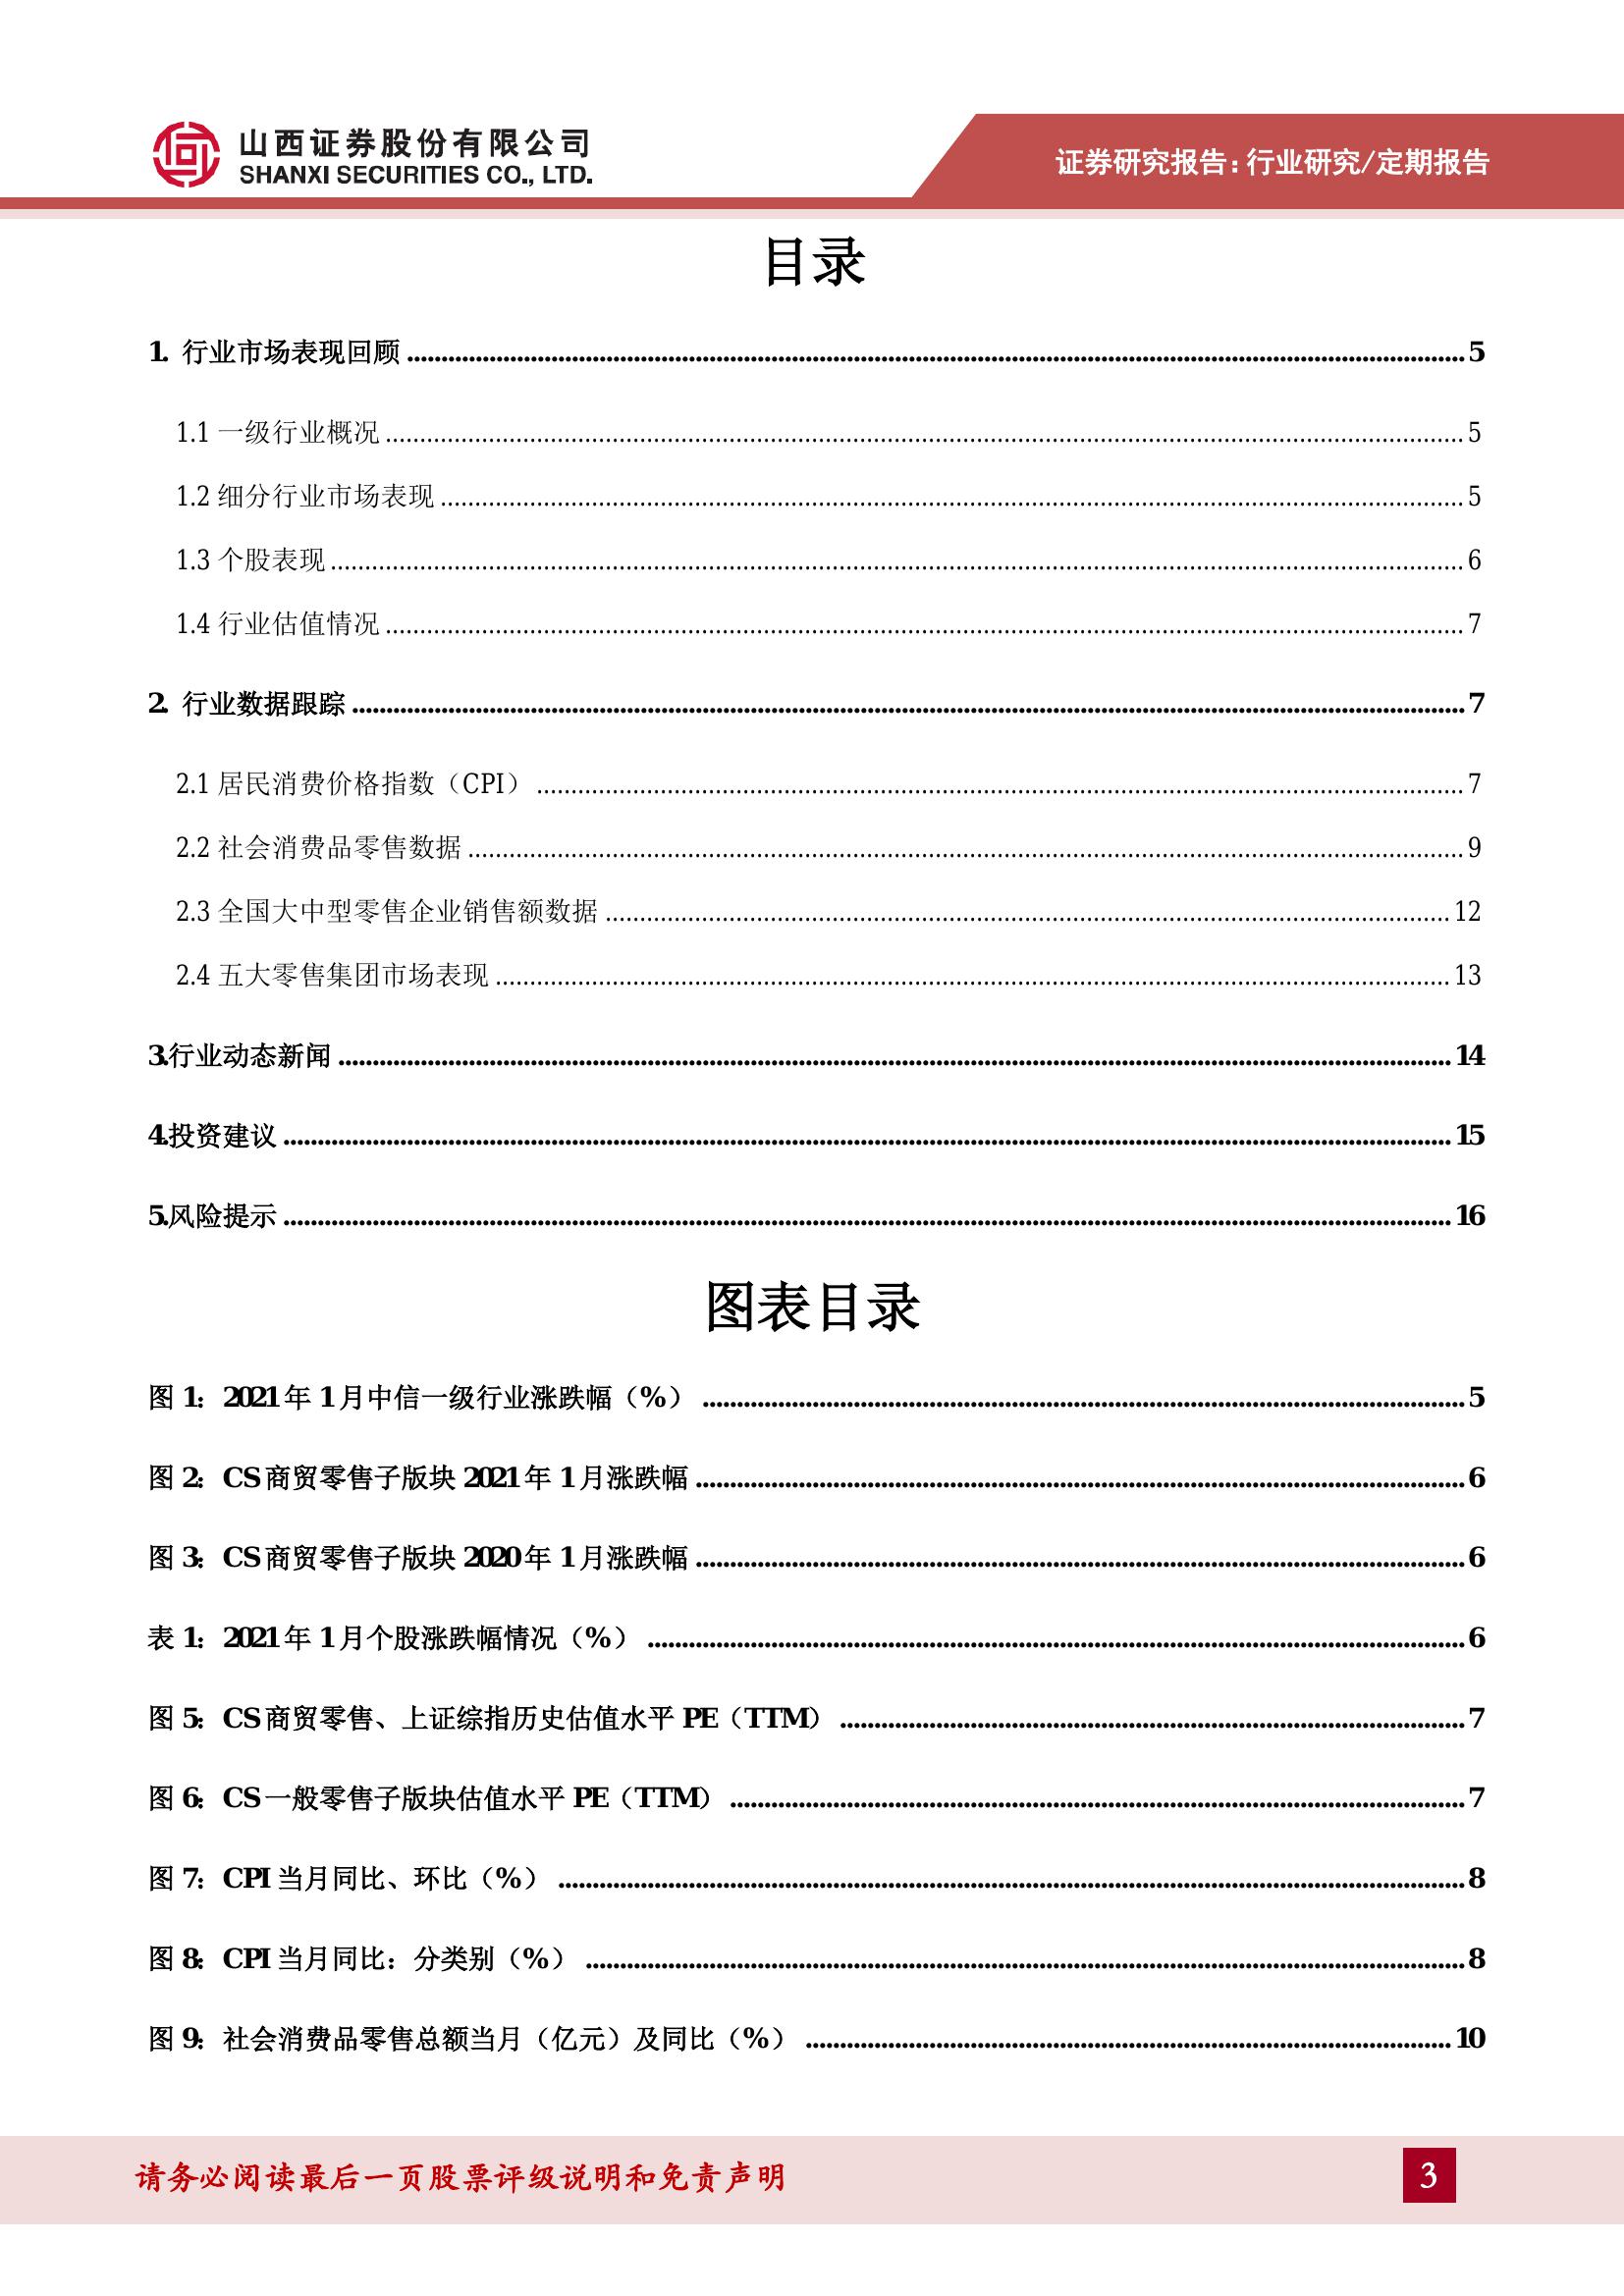 山西证券股份有限公司
SHANXI SECURITIES CO., LTD.
证券研究报告：行业研究/定期报告
目录
1. 行业市场表现回顾 ........ 5
1.1 一级行业概况 ........ 5
1.2 细分行业市场表现 ........ 5
1.3 个股表现 ........ 6
1.4 行业估值情况 ........ 7
2. 行业数据跟踪 ........ 7
2.1 居民消费价格指数（CPI） ........ 7
2.2 社会消费品零售数据 ........ 9
2.3 全国大中型零售企业销售额数据 ........ 12
2.4 五大零售集团市场表现 ........ 13
3.行业动态新闻 ........ 14
4.投资建议 ........ 15
5.风险提示 ........ 16
图表目录
图 1：2021 年 1 月中信一级行业涨跌幅（%） ........ 5
图 2：CS 商贸零售子版块 2021 年 1 月涨跌幅 ........ 6
图 3：CS 商贸零售子版块 2020 年 1 月涨跌幅 ........ 6
表 1：2021 年 1 月个股涨跌幅情况（%） ........ 6
图 5：CS 商贸零售、上证综指历史估值水平 PE（TTM） ........ 7
图 6：CS 一般零售子版块估值水平 PE（TTM） ........ 7
图 7：CPI 当月同比、环比（%） ........ 8
图 8：CPI 当月同比：分类别（%） ........ 8
图 9：社会消费品零售总额当月（亿元）及同比（%） ........ 10
请务必阅读最后一页股票评级说明和免责声明
3